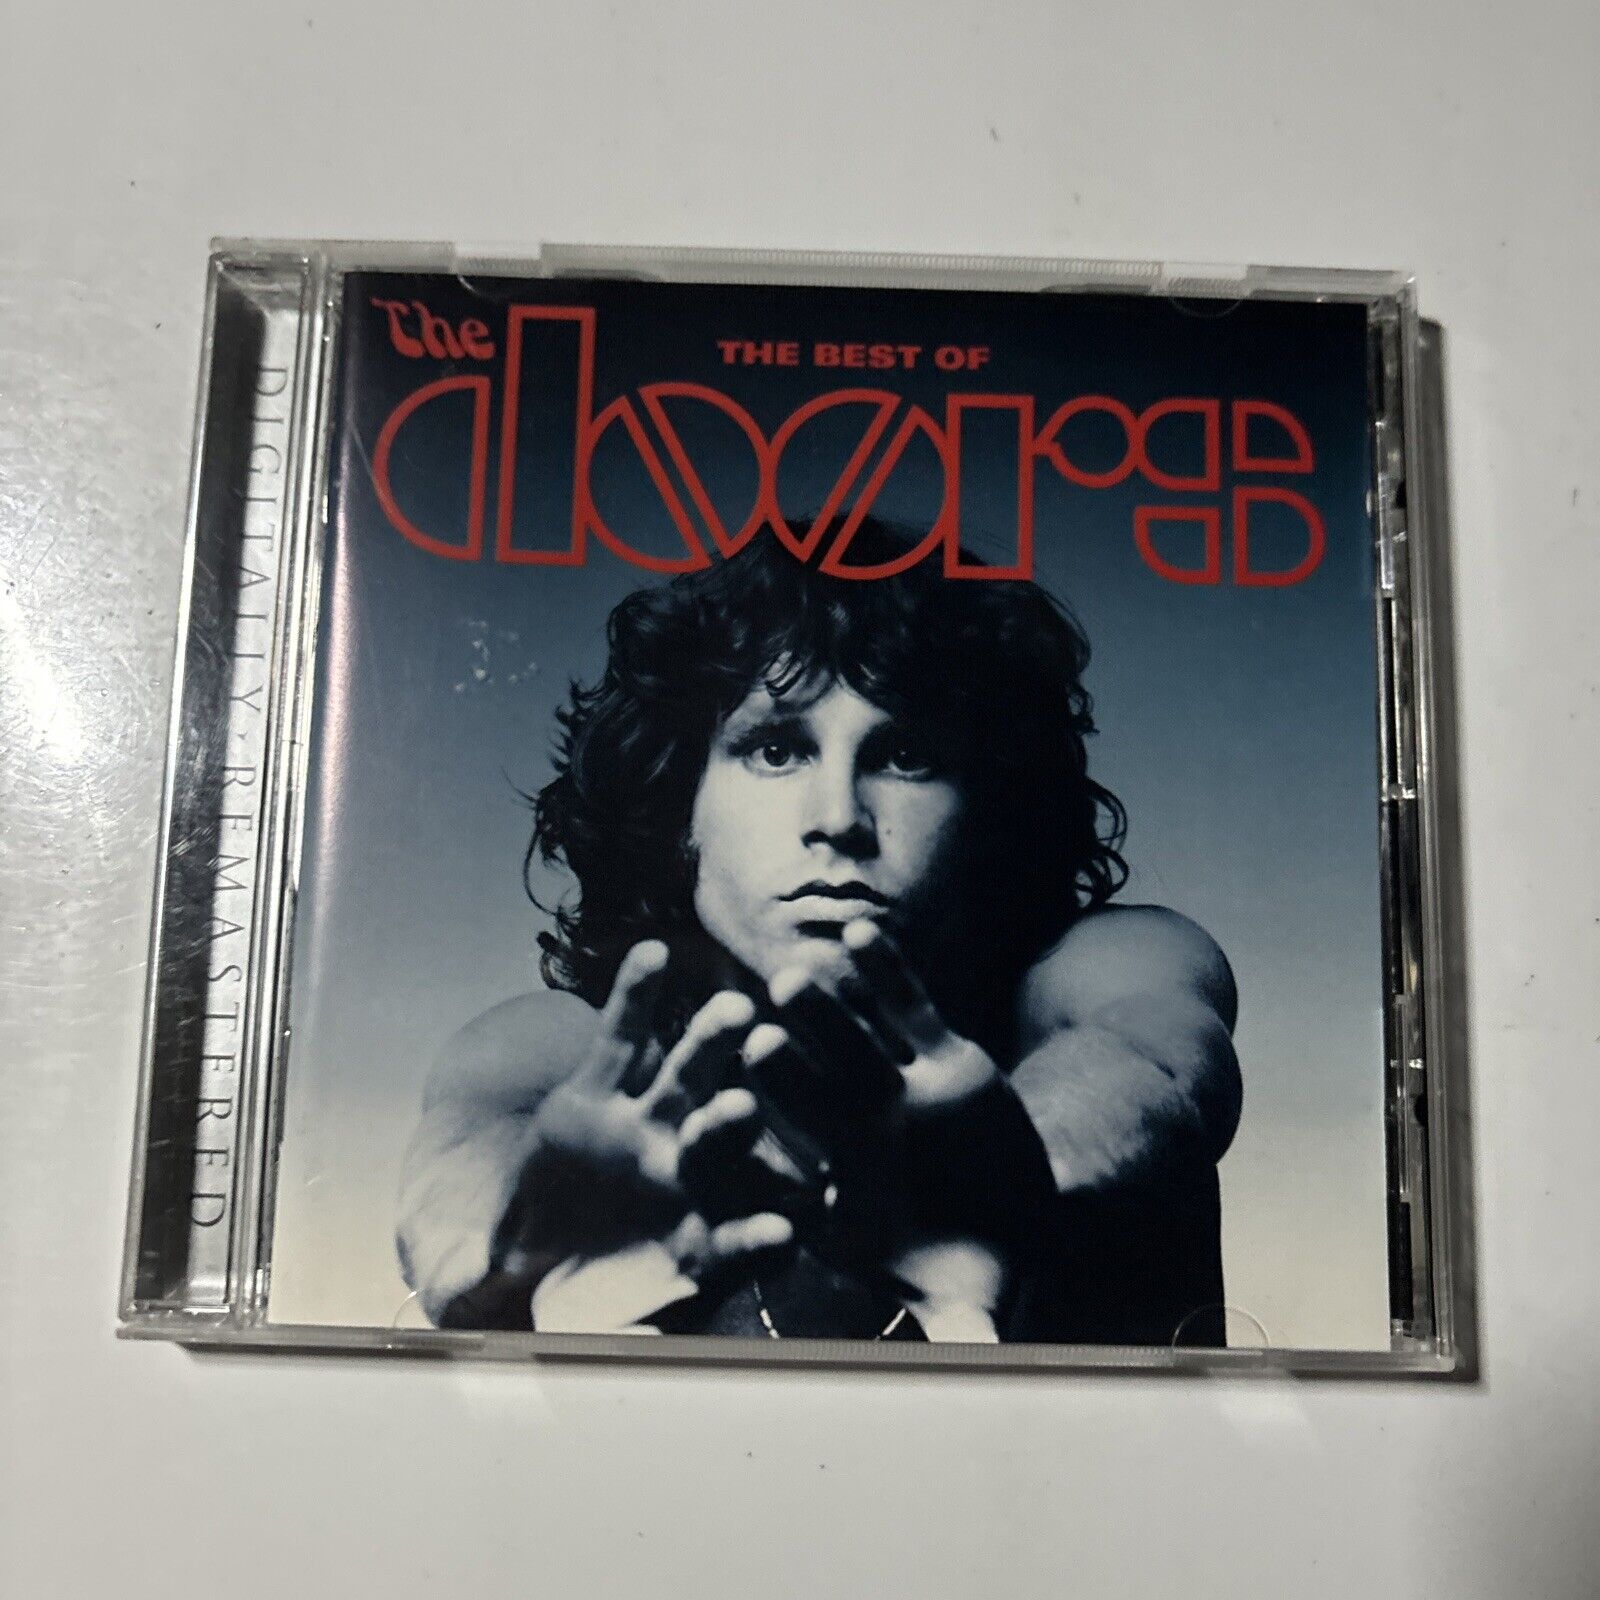 The
THE BEST OF
doors
DIGITALLY REMASTERED